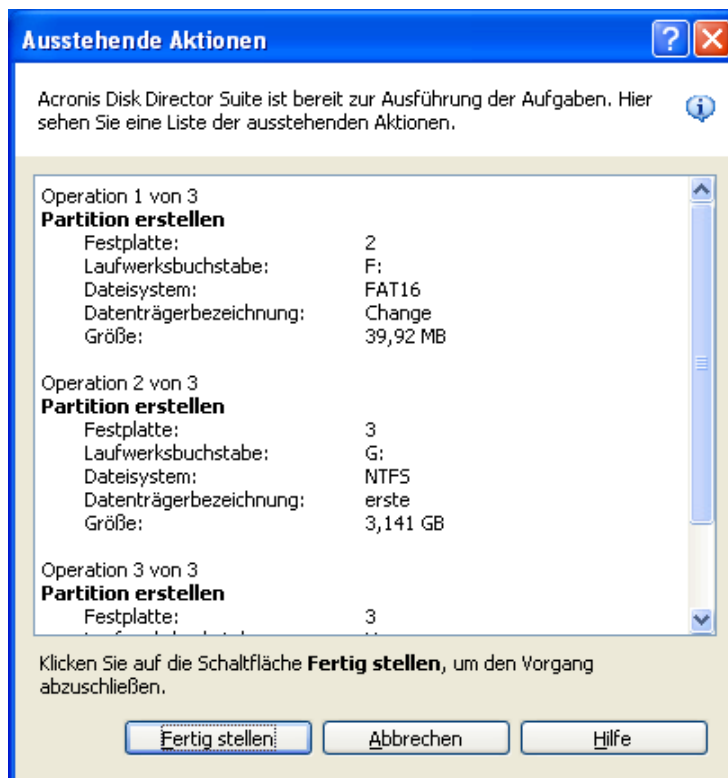 Ausstehende Aktionen
Acronis Disk Director Suite ist bereit zur Ausführung der Aufgaben. Hier
sehen Sie eine Liste der ausstehenden Aktionen.
Operation 1 von 3
Partition erstellen
Festplatte: 2
Laufwerksbuchstabe: F:
Dateisystem: FAT16
Datenträgerbezeichnung: Change
Größe: 39,92 MB
Operation 2 von 3
Partition erstellen
Festplatte: 3
Laufwerksbuchstabe: G:
Dateisystem: NTFS
Datenträgerbezeichnung: erste
Größe: 3,141 GB
Operation 3 von 3
Partition erstellen
Festplatte: 3
Klicken Sie auf die Schaltfläche Fertig stellen, um den Vorgang
abzuschließen.
Fertig stellen Abbrechen Hilfe